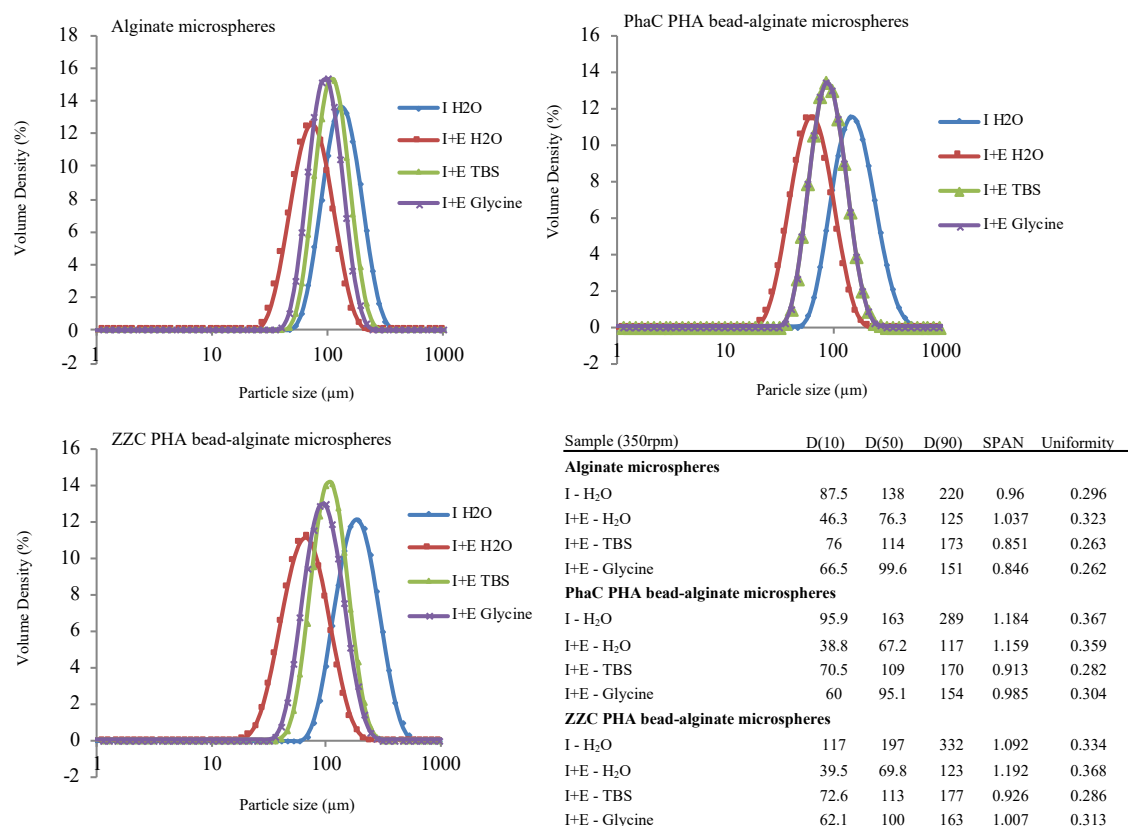 Alginate microspheres
18
16
14
12
10
8
6
4
2
0
-2
1 10 100 1000
Volume Density (%)
Particle size (µm)
I H2O
I+E H2O
I+E TBS
I+E Glycine
PhaC PHA bead-alginate microspheres
16
14
12
10
8
6
4
2
0
-2
1 10 100 1000
Volume Density (%)
Paricle size (µm)
I H2O
I+E H2O
I+E TBS
I+E Glycine
ZZC PHA bead-alginate microspheres
16
14
12
10
8
6
4
2
0
-2
1 10 100 1000
Volume Density (%)
Particle size (µm)
I H2O
I+E H2O
I+E TBS
I+E Glycine
Sample (350rpm) D(10) D(50) D(90) SPAN Uniformity
Alginate microspheres
I - H₂O 87.5 138 220 0.96 0.296
I+E - H₂O 46.3 76.3 125 1.037 0.323
I+E - TBS 76 114 173 0.851 0.263
I+E - Glycine 66.5 99.6 151 0.846 0.262
PhaC PHA bead-alginate microspheres
I - H₂O 95.9 163 289 1.184 0.367
I+E - H₂O 38.8 67.2 117 1.159 0.359
I+E - TBS 70.5 109 170 0.913 0.282
I+E - Glycine 60 95.1 154 0.985 0.304
ZZC PHA bead-alginate microspheres
I - H₂O 117 197 332 1.092 0.334
I+E - H₂O 39.5 69.8 123 1.192 0.368
I+E - TBS 72.6 113 177 0.926 0.286
I+E - Glycine 62.1 100 163 1.007 0.313